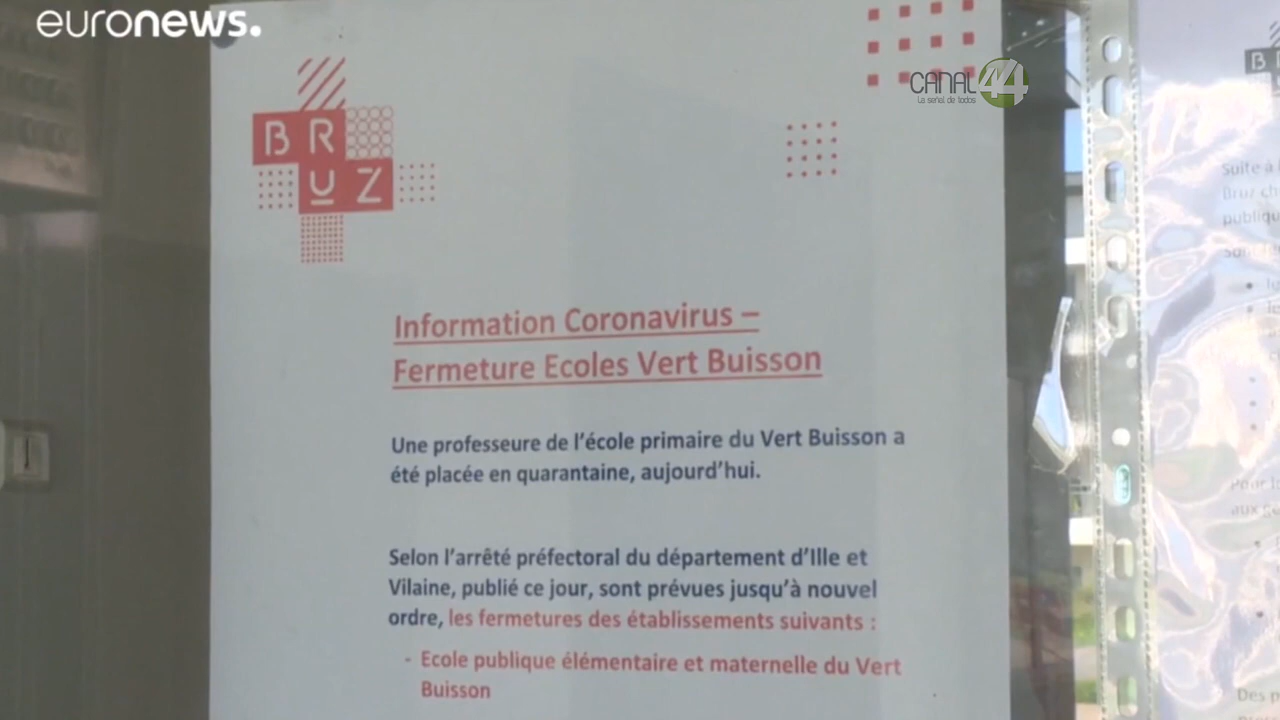 euronews.
CANAL 44
La señal de todos
BRUZ
Information Coronavirus –
Fermeture Ecoles Vert Buisson
Une professeure de l'école primaire du Vert Buisson a
été placée en quarantaine, aujourd'hui.
Selon l'arrêté préfectoral du département d'Ille et
Vilaine, publié ce jour, sont prévues jusqu'à nouvel
ordre, les fermetures des établissements suivants :
- Ecole publique élémentaire et maternelle du Vert
Buisson
Suite à
Bruz
Des